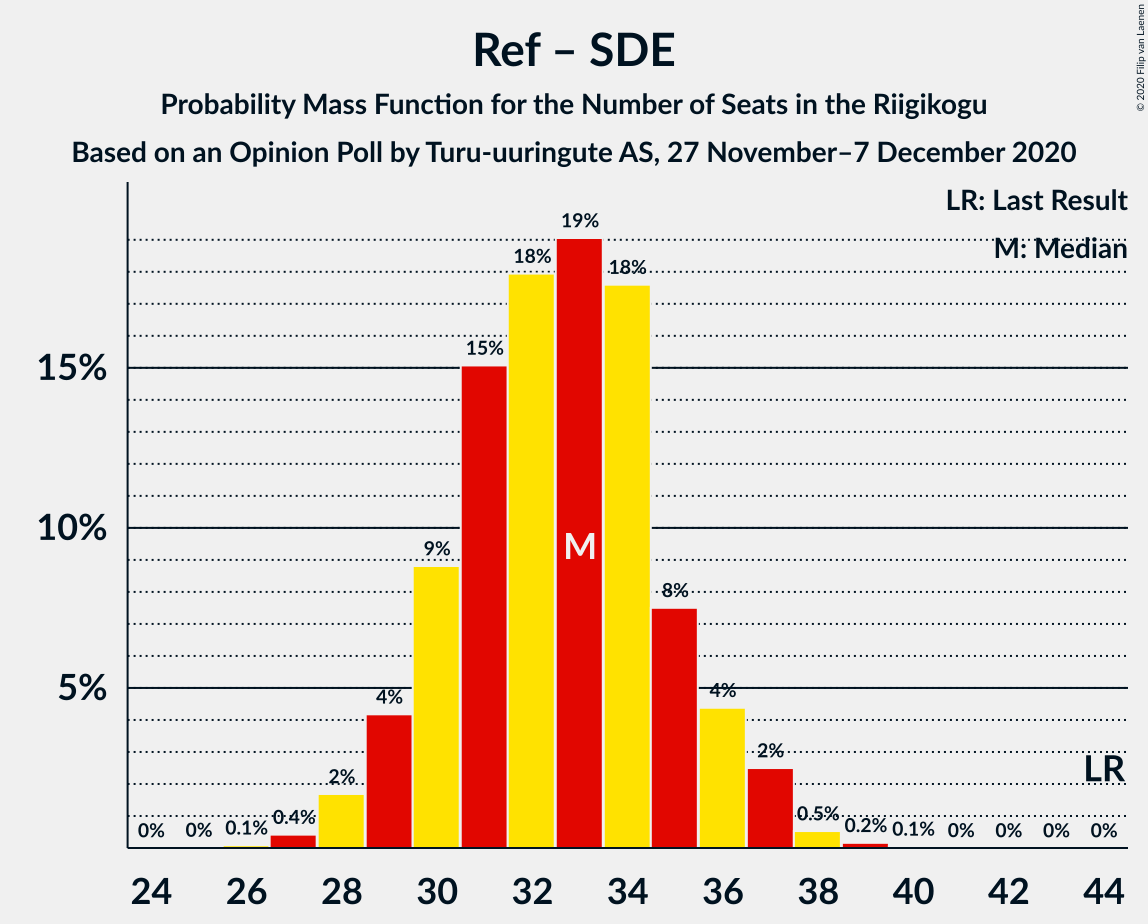 Ref – SDE
Probability Mass Function for the Number of Seats in the Riigikogu
Based on an Opinion Poll by Turu-uuringute AS, 27 November–7 December 2020
© 2020 Filip van Laenen
LR: Last Result
M: Median
15%
10%
5%
0% 0% 0.1% 0.4% 2% 4% 9% 15% 18% 19% 18% 8% 4% 2% 0.5% 0.2% 0.1% 0% 0% 0% 0%
M
LR
24 26 28 30 32 34 36 38 40 42 44